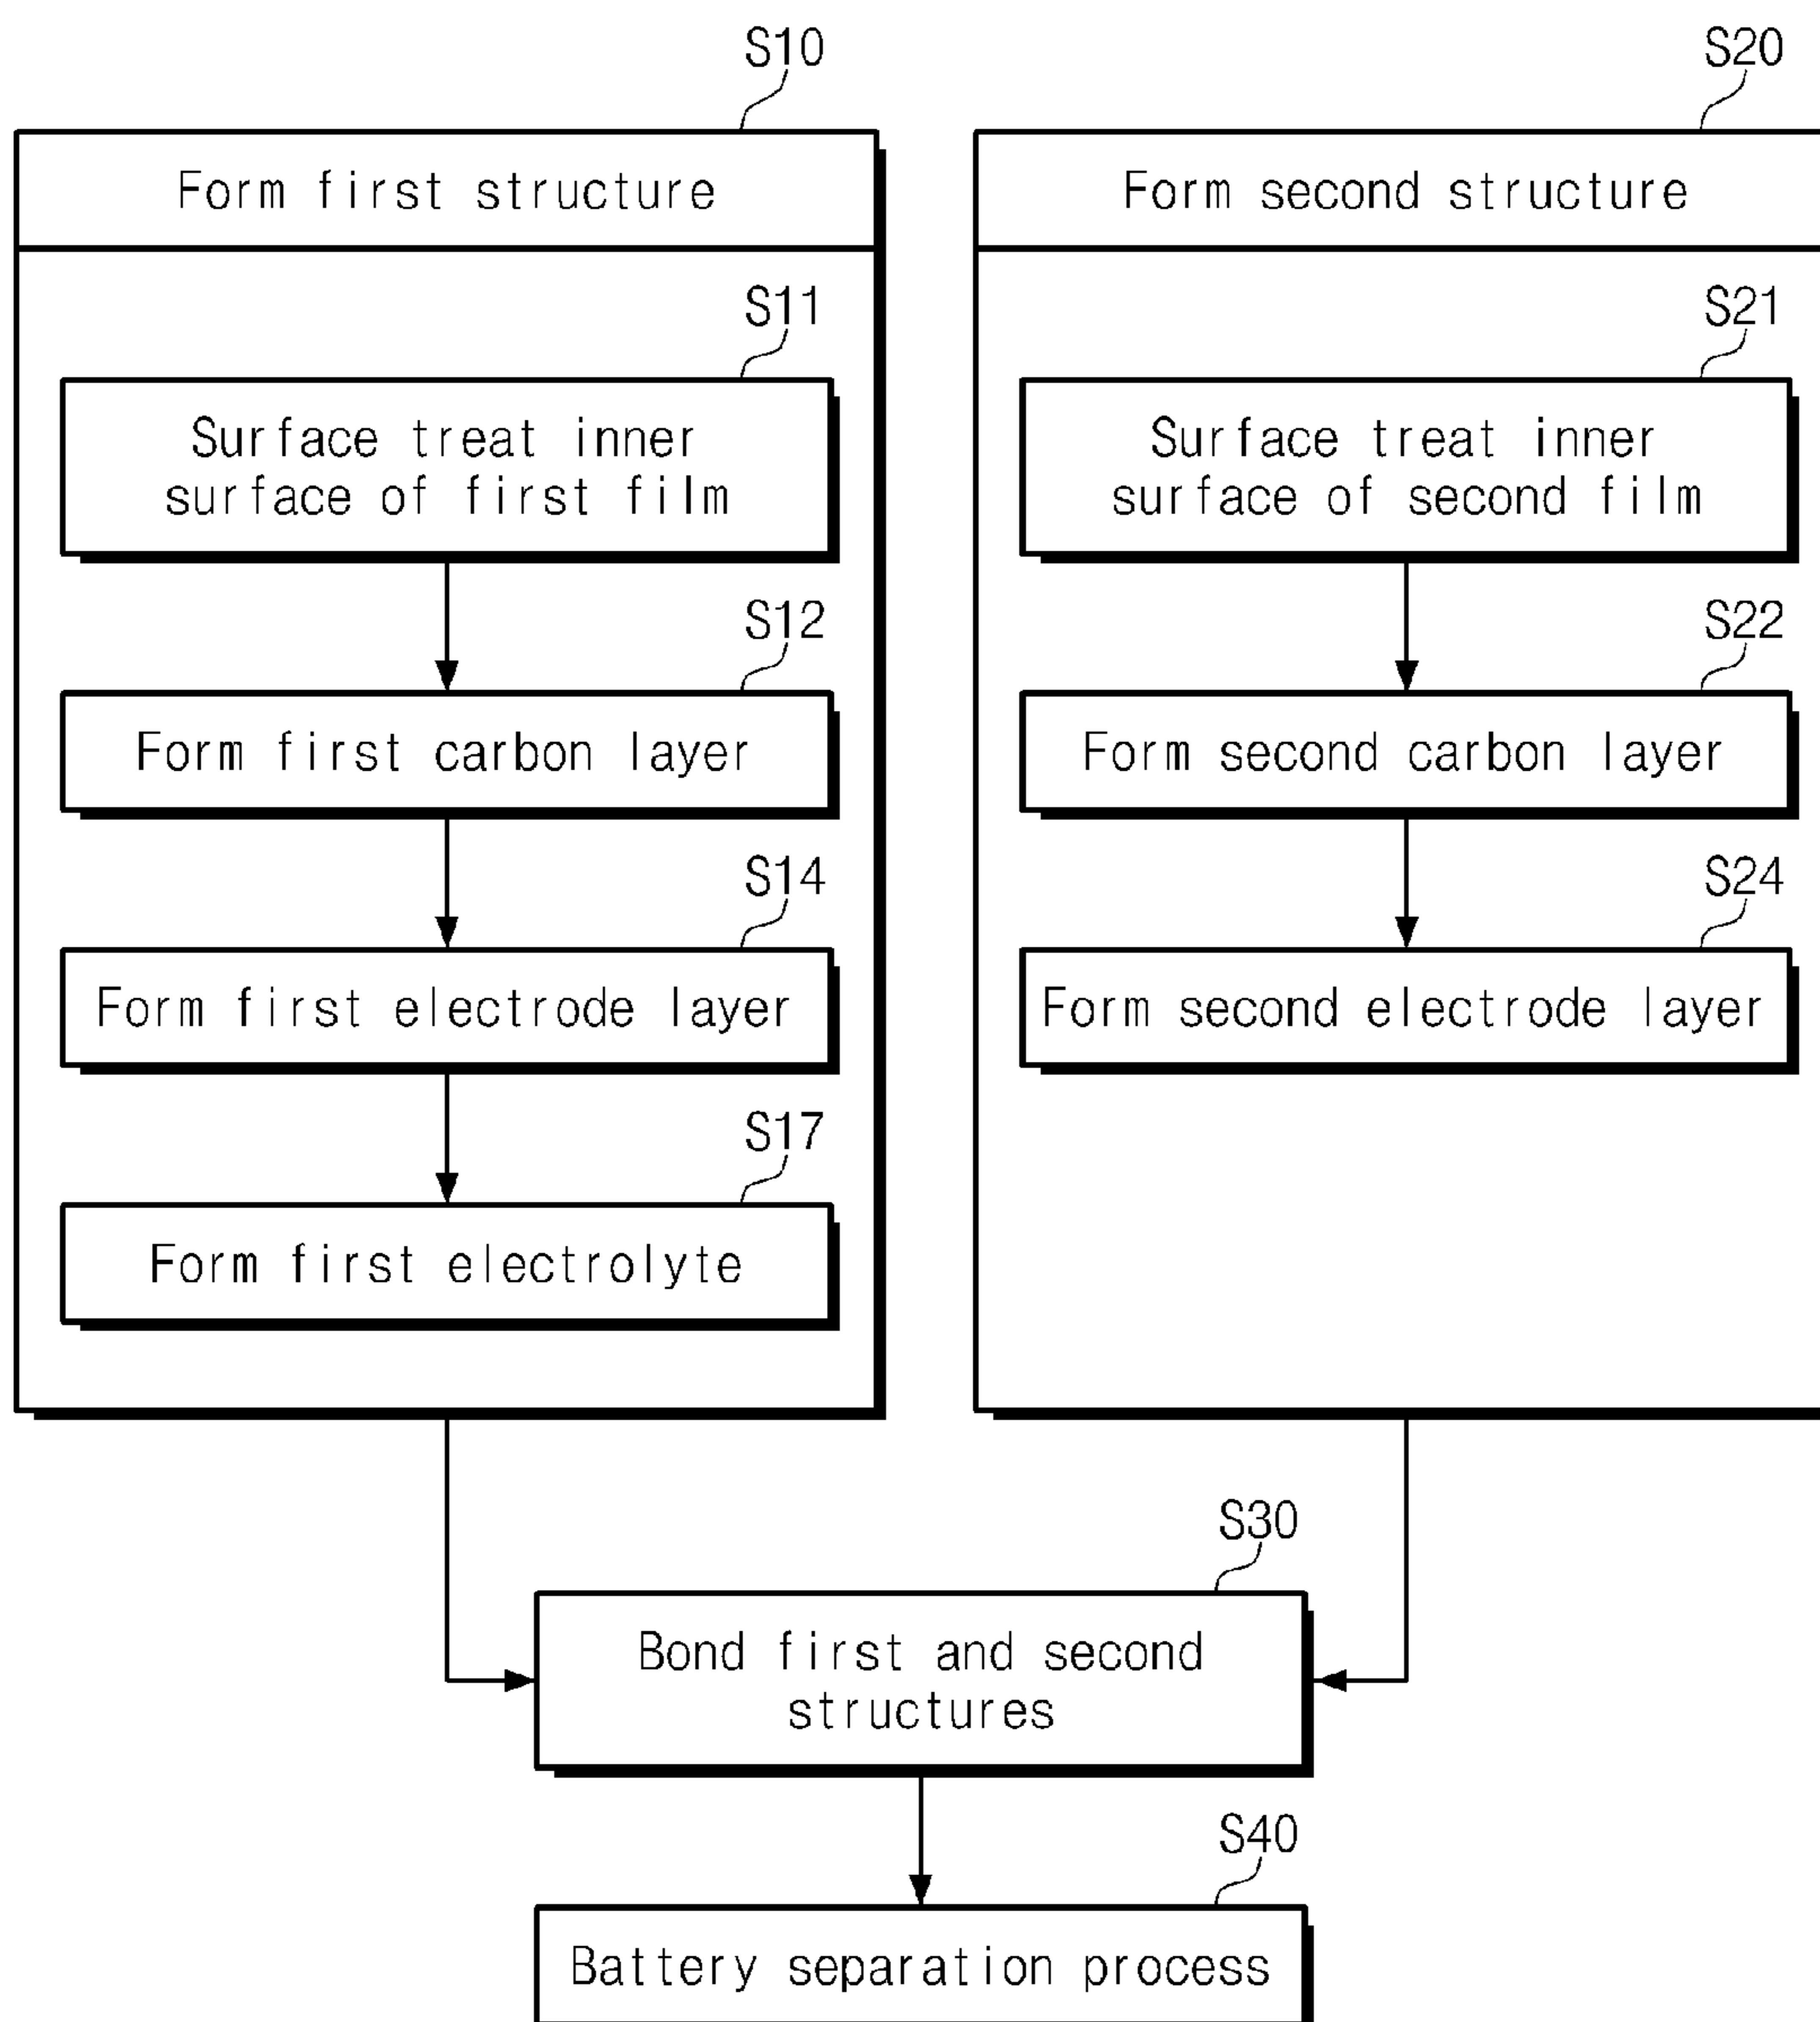 S10
Form first structure
S11
Surface treat inner
surface of first film
S12
Form first carbon layer
S14
Form first electrode layer
S17
Form first electrolyte
S20
Form second structure
S21
Surface treat inner
surface of second film
S22
Form second carbon layer
S24
Form second electrode layer
S30
Bond first and second
structures
S40
Battery separation process